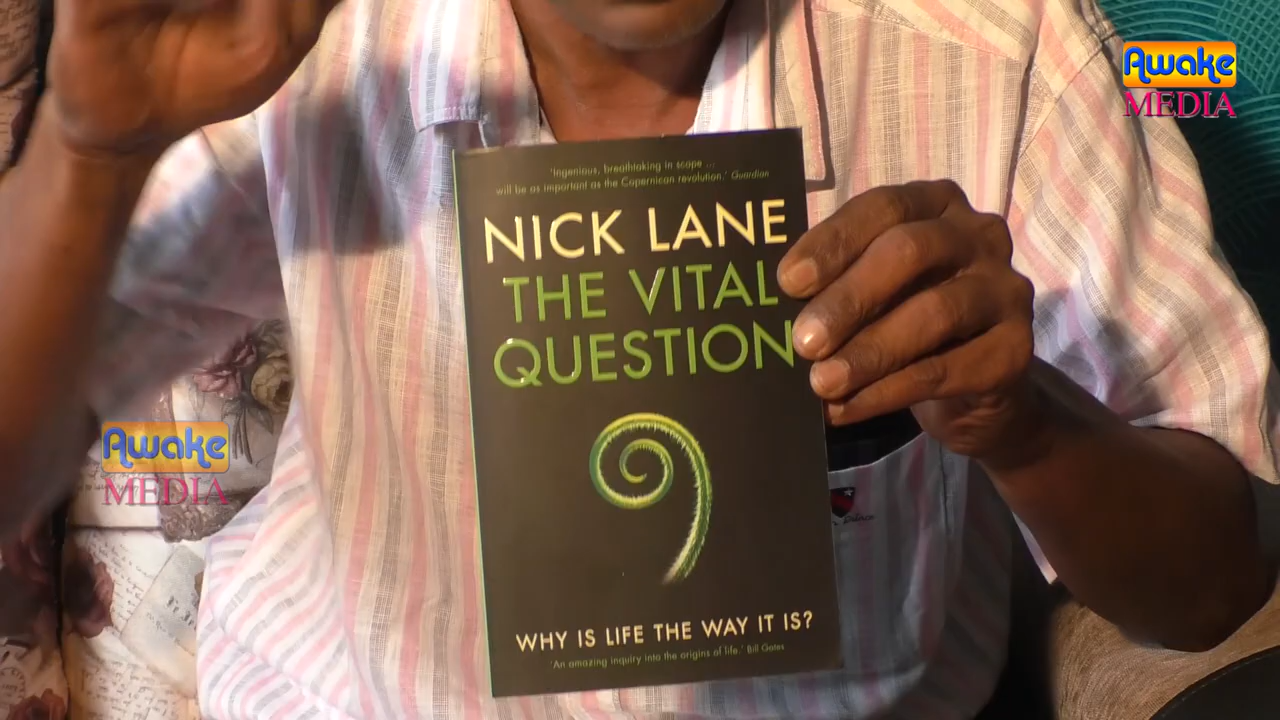 Awake
MEDIA
'Ingenious, breathtaking in scope ...
will be as important as the Copernican revolution.' Guardian
NICK LANE
THE VITAL
QUESTION
WHY IS LIFE THE WAY IT IS?
'An amazing inquiry into the origins of life.' Bill Gates
Awake
MEDIA